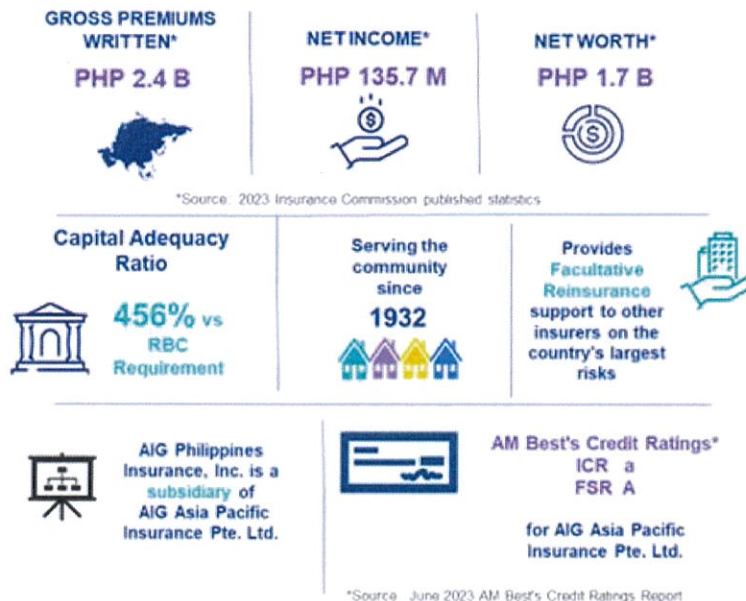 GROSS PREMIUMS
WRITTEN*
PHP 2.4 B
NET INCOME*
PHP 135.7 M
NET WORTH*
PHP 1.7 B
*Source: 2023 Insurance Commission published statistics
Capital Adequacy
Ratio
456% vs
RBC
Requirement
Serving the
community
since
1932
Provides
Facultative
Reinsurance
support to other
insurers on the
country's largest
risks
AIG Philippines
Insurance, Inc. is a
subsidiary of
AIG Asia Pacific
Insurance Pte. Ltd.
AM Best's Credit Ratings*
ICR a
FSR A
for AIG Asia Pacific
Insurance Pte. Ltd.
*Source June 2023 AM Best's Credit Ratings Report